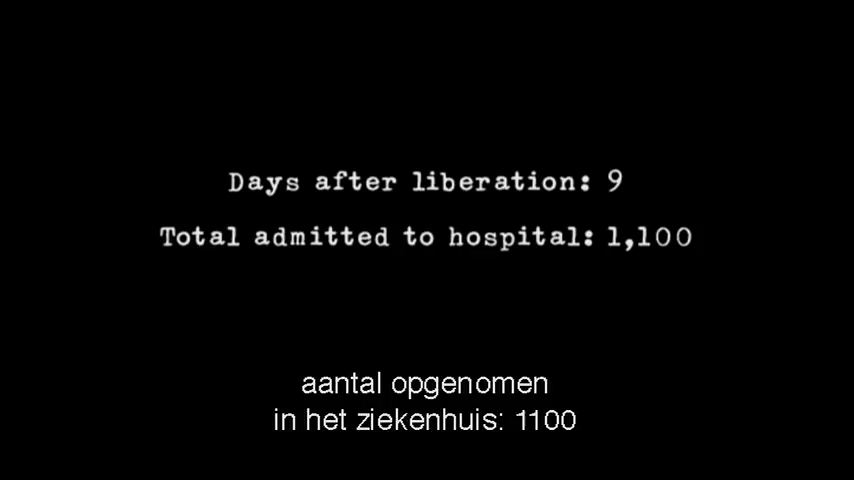 Days after liberation: 9
Total admitted to hospital: 1,100
aantal opgenomen
in het ziekenhuis: 1100